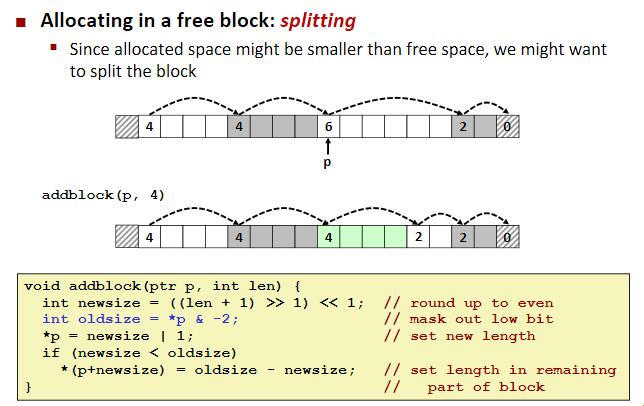 Allocating in a free block: splitting
Since allocated space might be smaller than free space, we might want
to split the block
4 4 6 2 0
p
addblock(p, 4)
4 4 4 2 2 0
void addblock(ptr p, int len) {
int newsize = ((len + 1) >> 1) << 1; // round up to even
int oldsize = *p & -2; // mask out low bit
*p = newsize | 1; // set new length
if (newsize < oldsize)
*(p+newsize) = oldsize - newsize; // set length in remaining
} // part of block